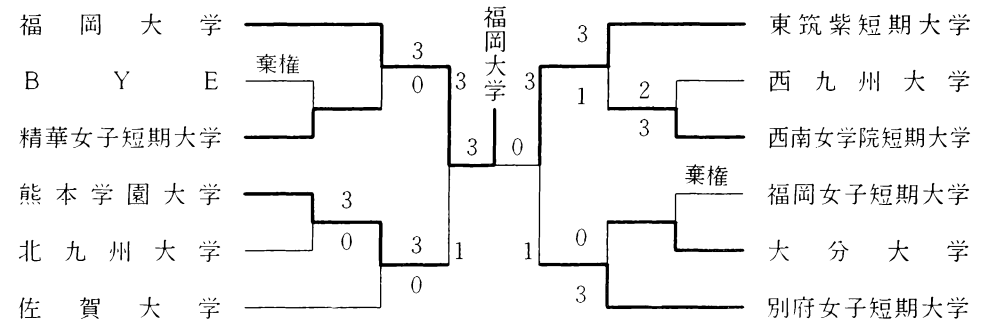 福岡大学
BYE
棄権
精華女子短期大学
熊本学園大学
北九州大学
佐賀大学
3
0
3
0
3
0
3
1
福岡大学
3
0
3
1
3
1
2
3
棄権
0
3
東筑紫短期大学
西九州大学
西南女学院短期大学
福岡女子短期大学
大分大学
別府女子短期大学